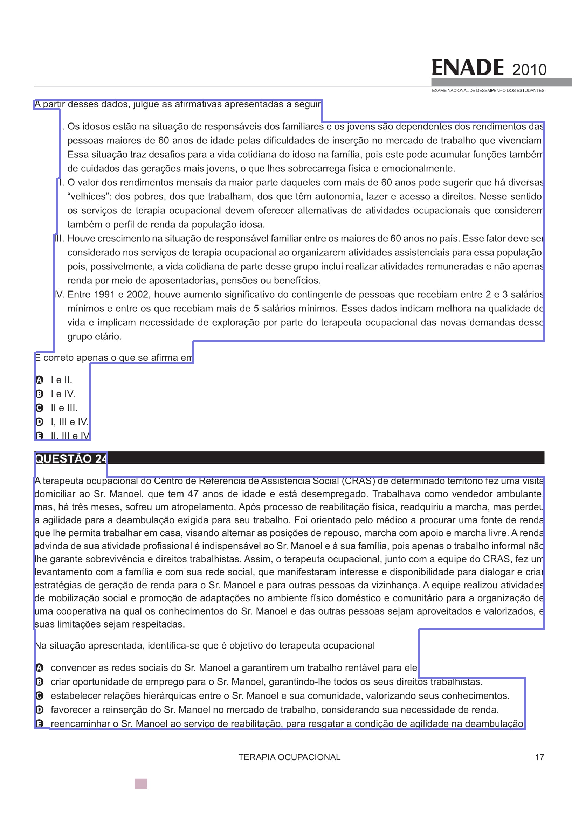 ENADE 2010
EXAME NACIONAL DE DESEMPENHO DOS ESTUDANTES
A partir desses dados, julgue as afirmativas apresentadas a seguir
I. Os idosos estão na situação de responsáveis dos familiares e os jovens são dependentes dos rendimentos das
pessoas maiores de 60 anos de idade pelas dificuldades de inserção no mercado de trabalho que vivenciam.
Essa situação traz desafios para a vida cotidiana do idoso na família, pois este pode acumular funções também
de cuidados das gerações mais jovens, o que lhes sobrecarrega física e emocionalmente.
II. O valor dos rendimentos mensais da maior parte daqueles com mais de 60 anos pode sugerir que há diversas
"velhices": dos pobres, dos que trabalham, dos que têm autonomia, lazer e acesso a direitos. Nesse sentido
os serviços de terapia ocupacional devem oferecer alternativas de atividades ocupacionais que considerem
também o perfil de renda da população idosa.
III. Houve crescimento na situação de responsável familiar entre os maiores de 60 anos no país. Esse fator deve ser
considerado nos serviços de terapia ocupacional ao organizarem atividades assistenciais para essa população
pois, possivelmente, a vida cotidiana de parte desse grupo inclui realizar atividades remuneradas e não apenas
renda por meio de aposentadorias, pensões ou benefícios.
IV. Entre 1991 e 2002, houve aumento significativo do contingente de pessoas que recebiam entre 2 e 3 salários
mínimos e entre os que recebiam mais de 5 salários mínimos. Esses dados indicam melhora na qualidade de
vida e implicam necessidade de exploração por parte do terapeuta ocupacional das novas demandas desse
grupo etário.
É correto apenas o que se afirma em
A I e II.
B I e IV.
C II e III.
D I, III e IV.
E II, III e IV
QUESTÃO 24
A terapeuta ocupacional do Centro de Referência de Assistência Social (CRAS) de determinado território fez uma visita
domiciliar ao Sr. Manoel, que tem 47 anos de idade e está desempregado. Trabalhava como vendedor ambulante
mas, há três meses, sofreu um atropelamento. Após processo de reabilitação física, readquiriu a marcha, mas perdeu
a agilidade para a deambulação exigida para seu trabalho. Foi orientado pelo médico a procurar uma fonte de renda
que lhe permita trabalhar em casa, visando alternar as posições de repouso, marcha com apoio e marcha livre. A renda
advinda de sua atividade profissional é indispensável ao Sr. Manoel e à sua família, pois apenas o trabalho informal não
lhe garante sobrevivência e direitos trabalhistas. Assim, o terapeuta ocupacional, junto com a equipe do CRAS, fez um
levantamento com a família e com sua rede social, que manifestaram interesse e disponibilidade para dialogar e criar
estratégias de geração de renda para o Sr. Manoel e para outras pessoas da vizinhança. A equipe realizou atividades
de mobilização social e promoção de adaptações no ambiente físico doméstico e comunitário para a organização de
uma cooperativa na qual os conhecimentos do Sr. Manoel e das outras pessoas sejam aproveitados e valorizados, e
suas limitações sejam respeitadas.
Na situação apresentada, identifica-se que é objetivo do terapeuta ocupacional
A convencer as redes sociais do Sr. Manoel a garantirem um trabalho rentável para ele
B criar oportunidade de emprego para o Sr. Manoel, garantindo-lhe todos os seus direitos trabalhistas.
C estabelecer relações hierárquicas entre o Sr. Manoel e sua comunidade, valorizando seus conhecimentos.
D favorecer a reinserção do Sr. Manoel no mercado de trabalho, considerando sua necessidade de renda.
E reencaminhar o Sr. Manoel ao serviço de reabilitação, para resgatar a condição de agilidade na deambulação
TERAPIA OCUPACIONAL 17